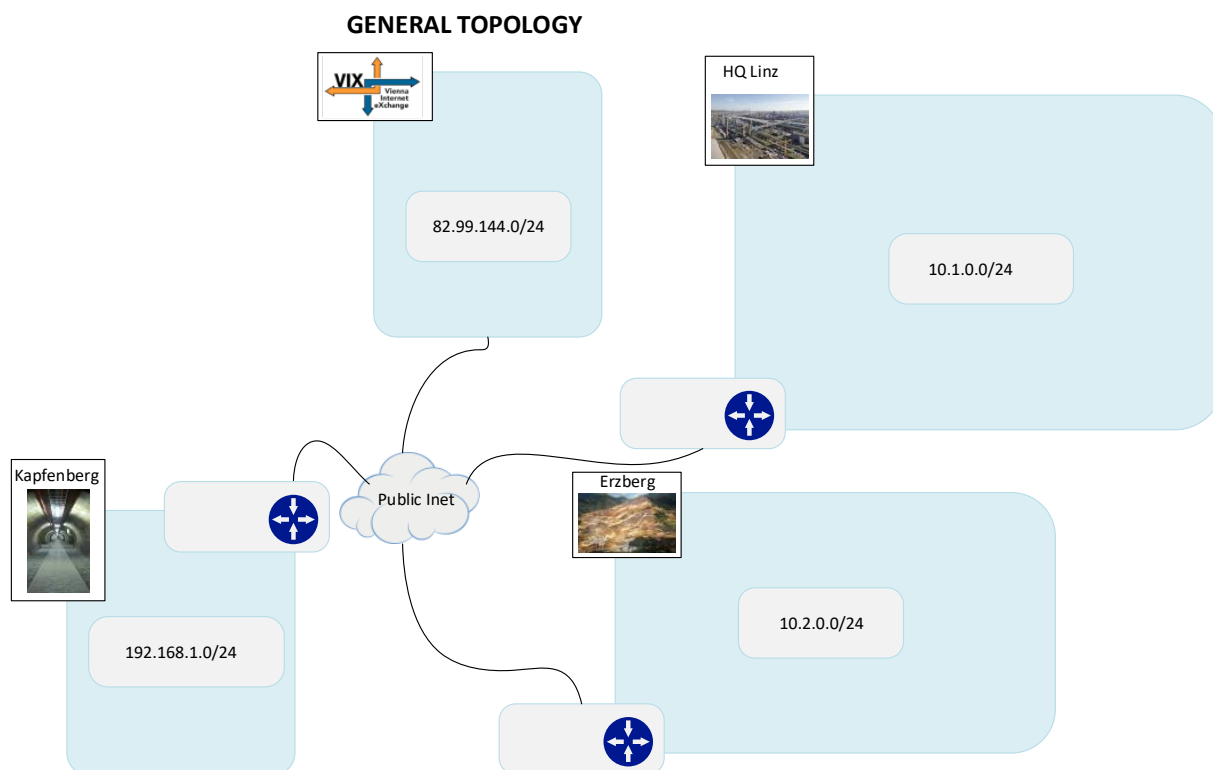 GENERAL TOPOLOGY
VIX
Vienna
Internet
eXchange
HQ Linz
82.99.144.0/24
10.1.0.0/24
Kapfenberg
Public Inet
Erzberg
10.2.0.0/24
192.168.1.0/24